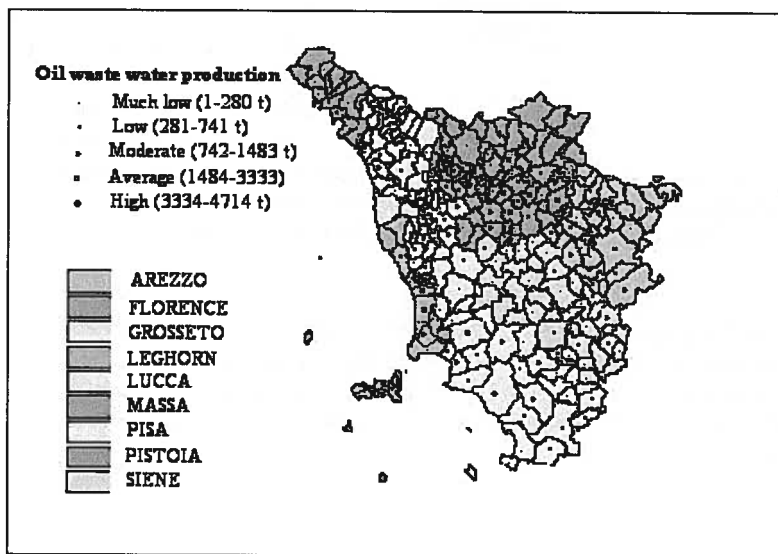 Oil waste water production
Much low (1-280 t)
Low (281-741 t)
Moderate (742-1483 t)
Average (1484-3333)
High (3334-4714 t)
AREZZO
FLORENCE
GROSSETO
LEGHORN
LUCCA
MASSA
PISA
PISTOIA
SIENE